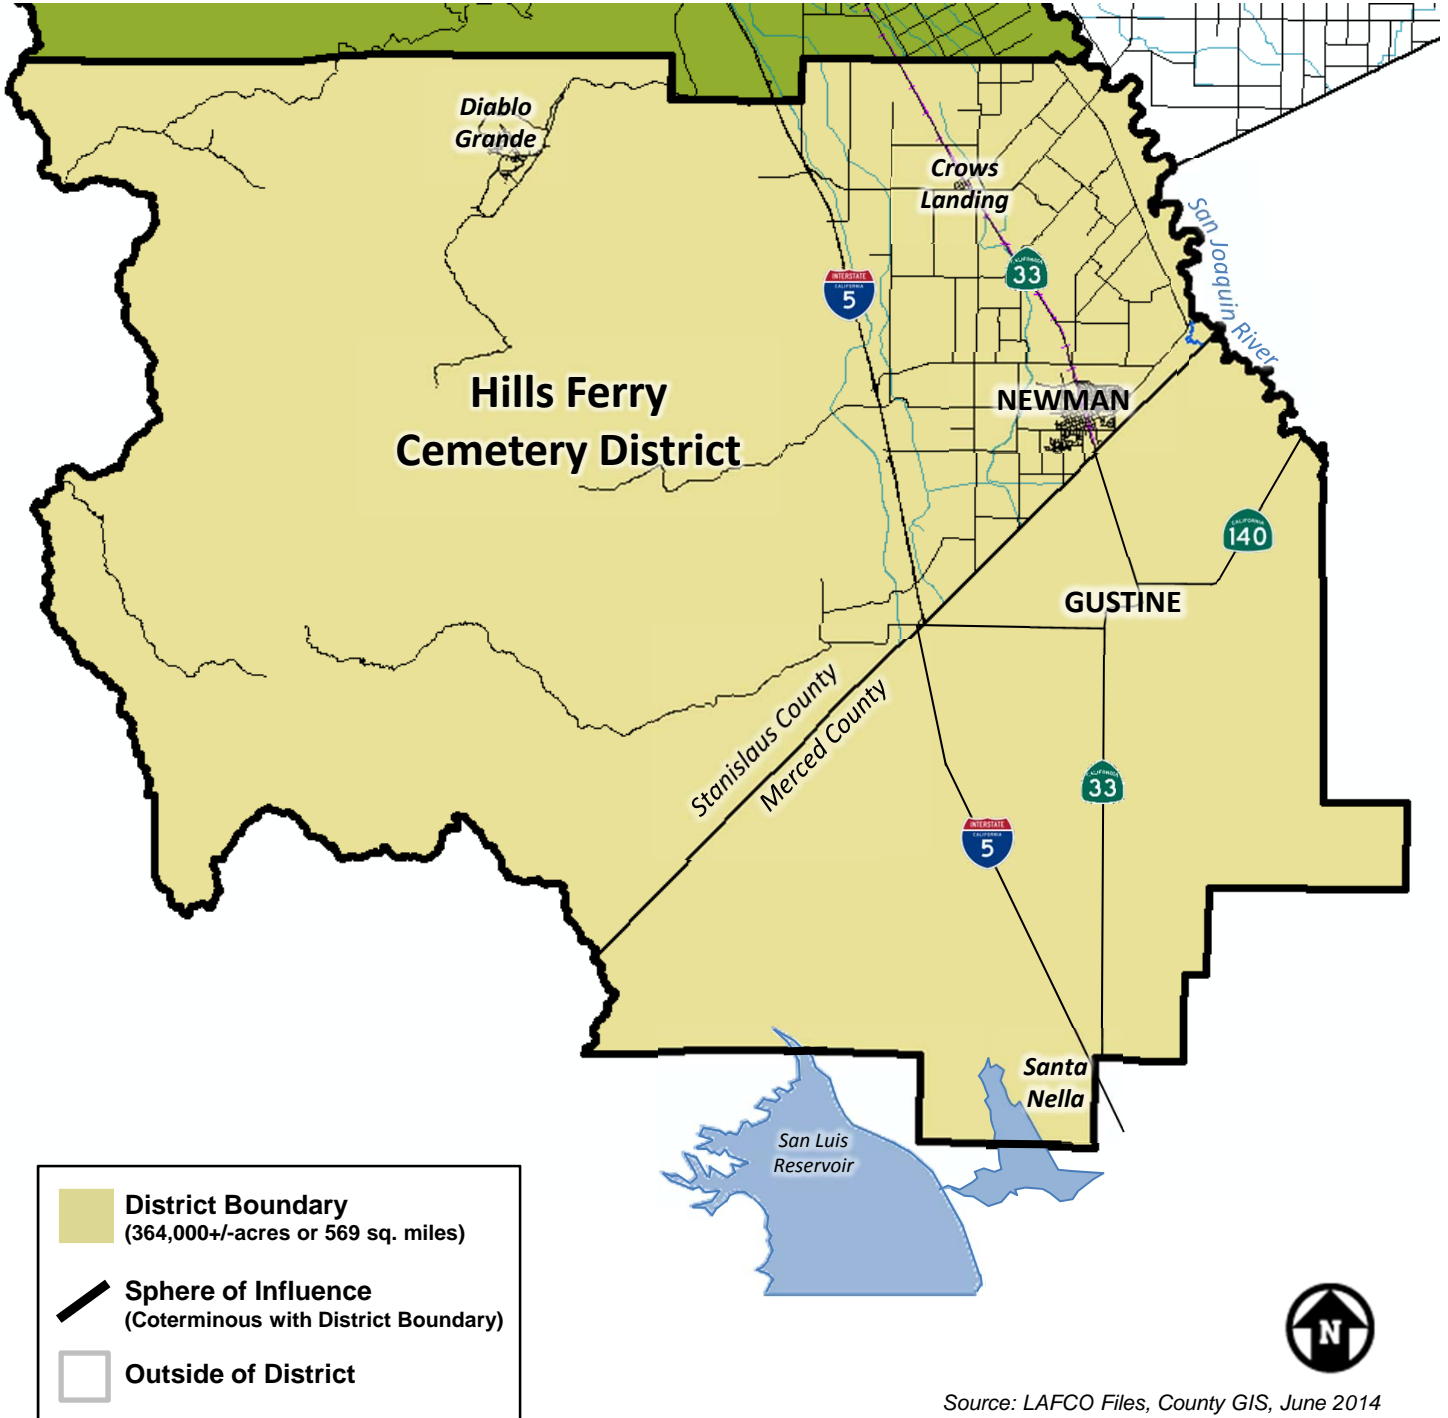 Diablo
Grande
Crows
Landing
San Joaquin River
CALIFORNIA
33
INTERSTATE
CALIFORNIA
5
Hills Ferry
Cemetery District
NEWMAN
CALIFORNIA
140
GUSTINE
Stanislaus County
Merced County
CALIFORNIA
33
INTERSTATE
CALIFORNIA
5
Santa
Nella
San Luis
Reservoir
District Boundary
(364,000+/-acres or 569 sq. miles)
Sphere of Influence
(Coterminous with District Boundary)
Outside of District
N
Source: LAFCO Files, County GIS, June 2014